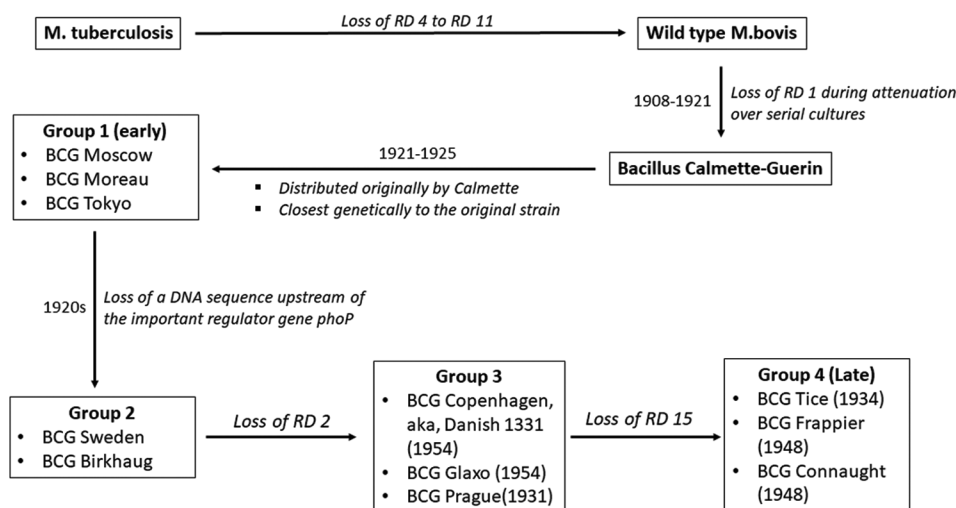 M. tuberculosis
Loss of RD 4 to RD 11
Wild type M.bovis
1908-1921
Loss of RD 1 during attenuation
over serial cultures
Bacillus Calmette-Guerin
1921-1925
▪ Distributed originally by Calmette
▪ Closest genetically to the original strain
Group 1 (early)
• BCG Moscow
• BCG Moreau
• BCG Tokyo
1920s
Loss of a DNA sequence upstream of
the important regulator gene phoP
Group 2
• BCG Sweden
• BCG Birkhaug
Loss of RD 2
Group 3
• BCG Copenhagen,
aka, Danish 1331
(1954)
• BCG Glaxo (1954)
• BCG Prague(1931)
Loss of RD 15
Group 4 (Late)
• BCG Tice (1934)
• BCG Frappier
(1948)
• BCG Connaught
(1948)